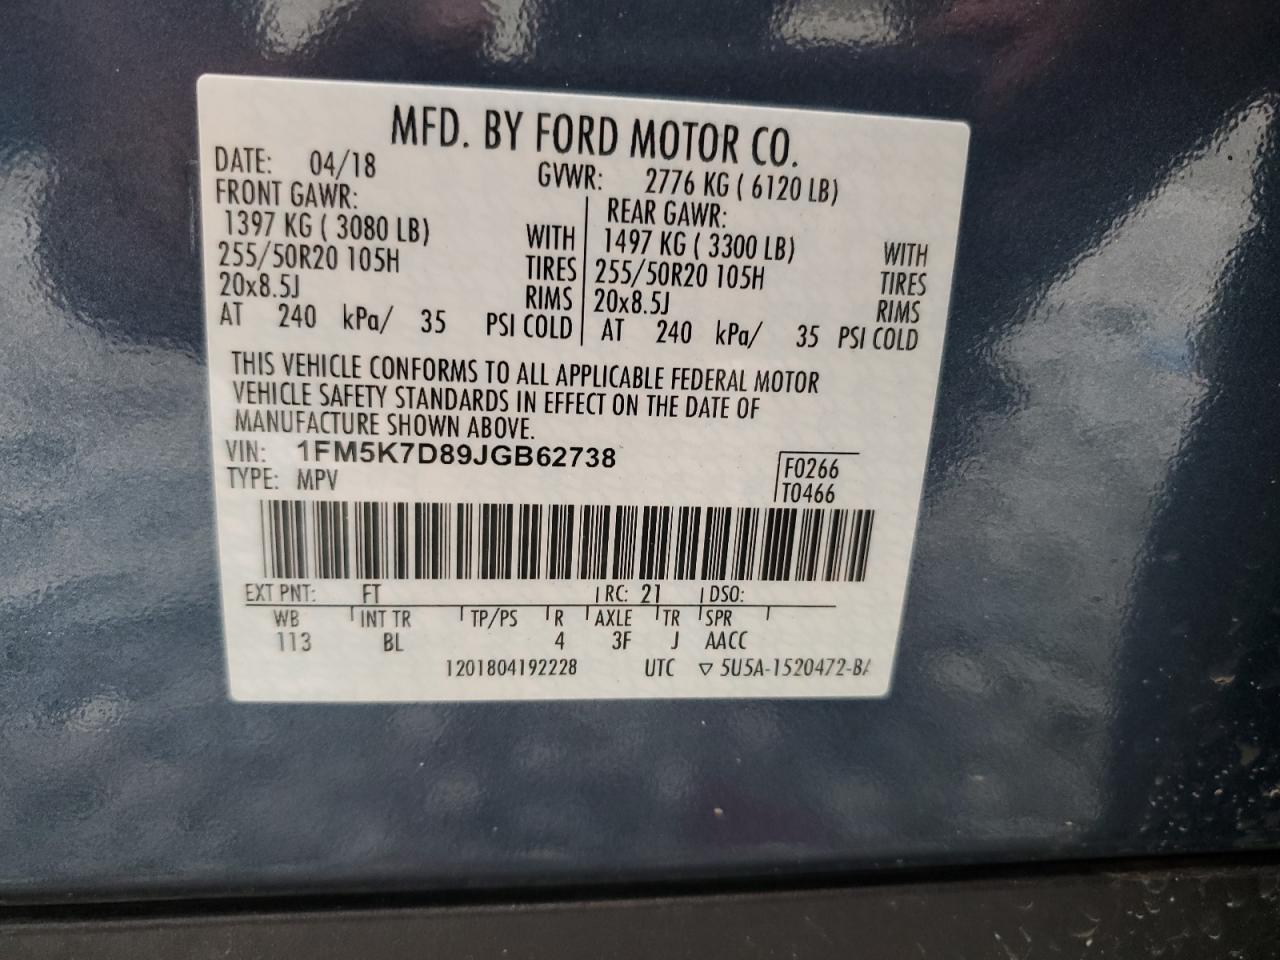 MFD. BY FORD MOTOR CO.
DATE: 04/18 GVWR: 2776 KG ( 6120 LB)
FRONT GAWR: REAR GAWR:
1397 KG ( 3080 LB) WITH 1497 KG ( 3300 LB) WITH
255/50R20 105H TIRES 255/50R20 105H TIRES
20x8.5J RIMS 20x8.5J RIMS
AT 240 kPa/ 35 PSI COLD AT 240 kPa/ 35 PSI COLD
THIS VEHICLE CONFORMS TO ALL APPLICABLE FEDERAL MOTOR
VEHICLE SAFETY STANDARDS IN EFFECT ON THE DATE OF
MANUFACTURE SHOWN ABOVE.
VIN: 1FM5K7D89JGB62738 F0266
TYPE: MPV T0466
EXT PNT: FT RC: 21 DSO:
WB INT TR TP/PS R AXLE TR SPR
113 BL 4 3F J AACC
1201804192228 UTC ▽ 5U5A-1520472-BA